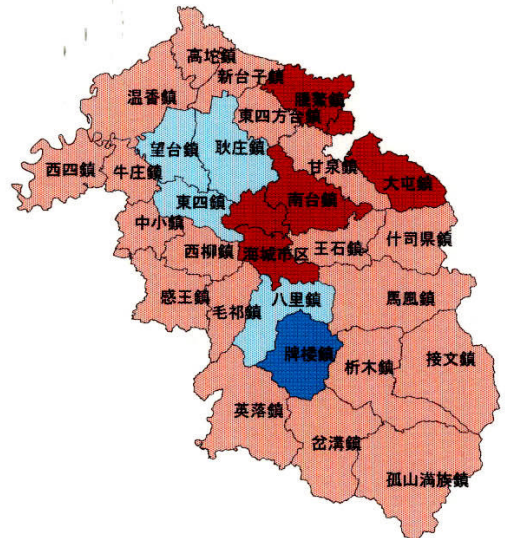 高坨鎮
新台子鎮
温香鎮
騰鰲鎮
東四方台鎮
望台鎮
耿庄鎮
西四鎮
牛庄鎮
甘泉鎮
大屯鎮
東四鎮
南台鎮
中小鎮
西柳鎮
海城市区
王石鎮
什司県鎮
感王鎮
毛祁鎮
八里鎮
馬風鎮
牌楼鎮
析木鎮
接文鎮
英落鎮
岔溝鎮
孤山満族鎮